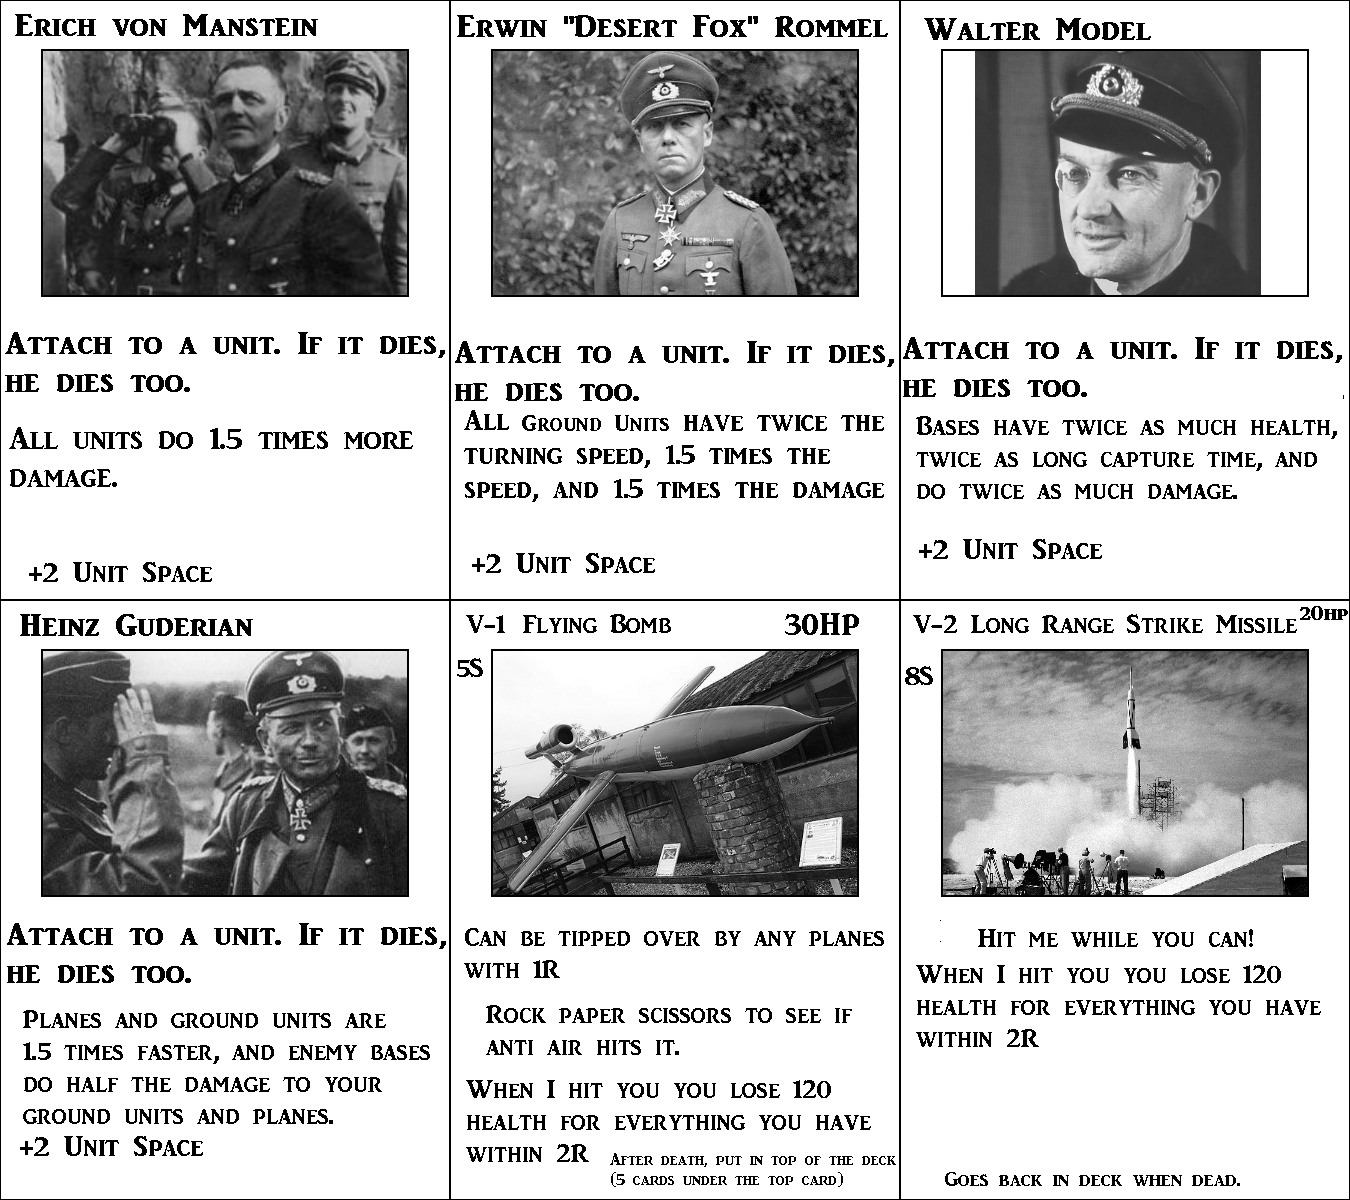 Erich von Manstein
Attach to a unit. If it dies,
he dies too.
All units do 1.5 times more
damage.
+2 Unit Space
Erwin "Desert Fox" Rommel
Attach to a unit. If it dies,
he dies too.
All Ground Units have twice the
turning speed, 1.5 times the
speed, and 1.5 times the damage
+2 Unit Space
Walter Model
Attach to a unit. If it dies,
he dies too.
Bases have twice as much health,
twice as long capture time, and
do twice as much damage.
+2 Unit Space
Heinz Guderian
Attach to a unit. If it dies,
he dies too.
Planes and ground units are
1.5 times faster, and enemy bases
do half the damage to your
ground units and planes.
+2 Unit Space
V-1 Flying Bomb 30HP
5S
Can be tipped over by any planes
with 1R
Rock paper scissors to see if
anti air hits it.
When I hit you you lose 120
health for everything you have
within 2R
After death, put in top of the deck
(5 cards under the top card)
V-2 Long Range Strike Missile 20HP
8S
Hit me while you can!
When I hit you you lose 120
health for everything you have
within 2R
Goes back in deck when dead.